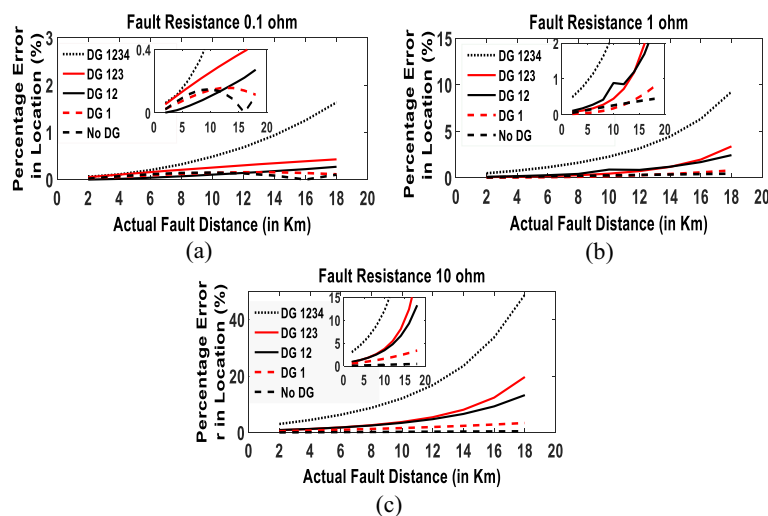 Fault Resistance 0.1 ohm
Percentage Error
in Location (%)
3
2
1
0
DG 1234
DG 123
DG 12
DG 1
No DG
0.4
0.2
0
0 5 10 15 20
0 2 4 6 8 10 12 14 16 18 20
Actual Fault Distance (in Km)
(a)
Fault Resistance 1 ohm
Percentage Error
in Location (%)
15
10
5
0
DG 1234
DG 123
DG 12
DG 1
No DG
2
1
0
0 5 10 15 20
0 2 4 6 8 10 12 14 16 18 20
Actual Fault Distance (in Km)
(b)
Fault Resistance 10 ohm
Percentage Error
r in Location (%)
40
20
0
DG 1234
DG 123
DG 12
DG 1
No DG
15
10
5
0
0 5 10 15 20
0 2 4 6 8 10 12 14 16 18 20
Actual Fault Distance (in Km)
(c)